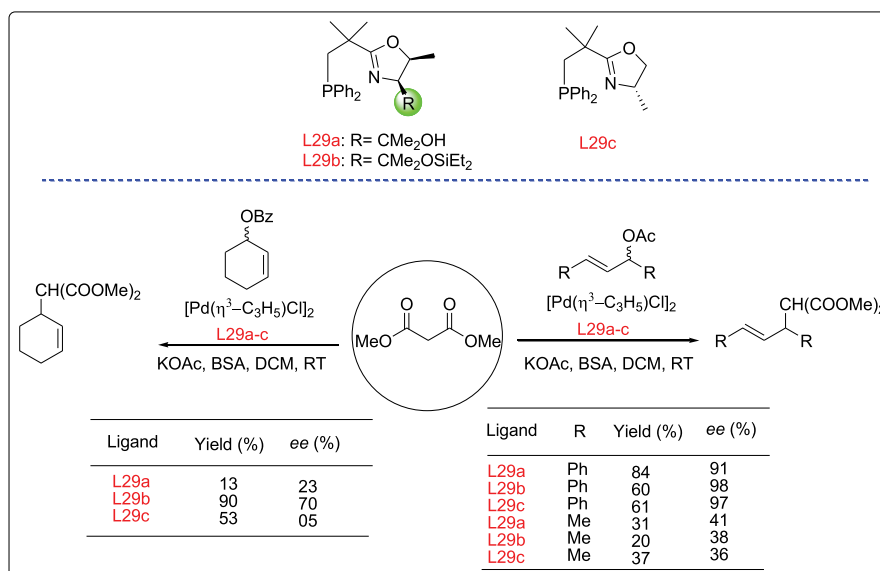 O
N
PPh₂
R
O
N
PPh₂
L29a: R= CMe₂OH
L29b: R= CMe₂OSiEt₂
L29c
OBz
[Pd(η³–C₃H₅)Cl]₂
L29a-c
KOAc, BSA, DCM, RT
CH(COOMe)₂
O O
MeO OMe
OAc
R R
[Pd(η³–C₃H₅)Cl]₂
L29a-c
KOAc, BSA, DCM, RT
CH(COOMe)₂
R R
Ligand Yield (%) ee (%)
L29a 13 23
L29b 90 70
L29c 53 05
Ligand R Yield (%) ee (%)
L29a Ph 84 91
L29b Ph 60 98
L29c Ph 61 97
L29a Me 31 41
L29b Me 20 38
L29c Me 37 36